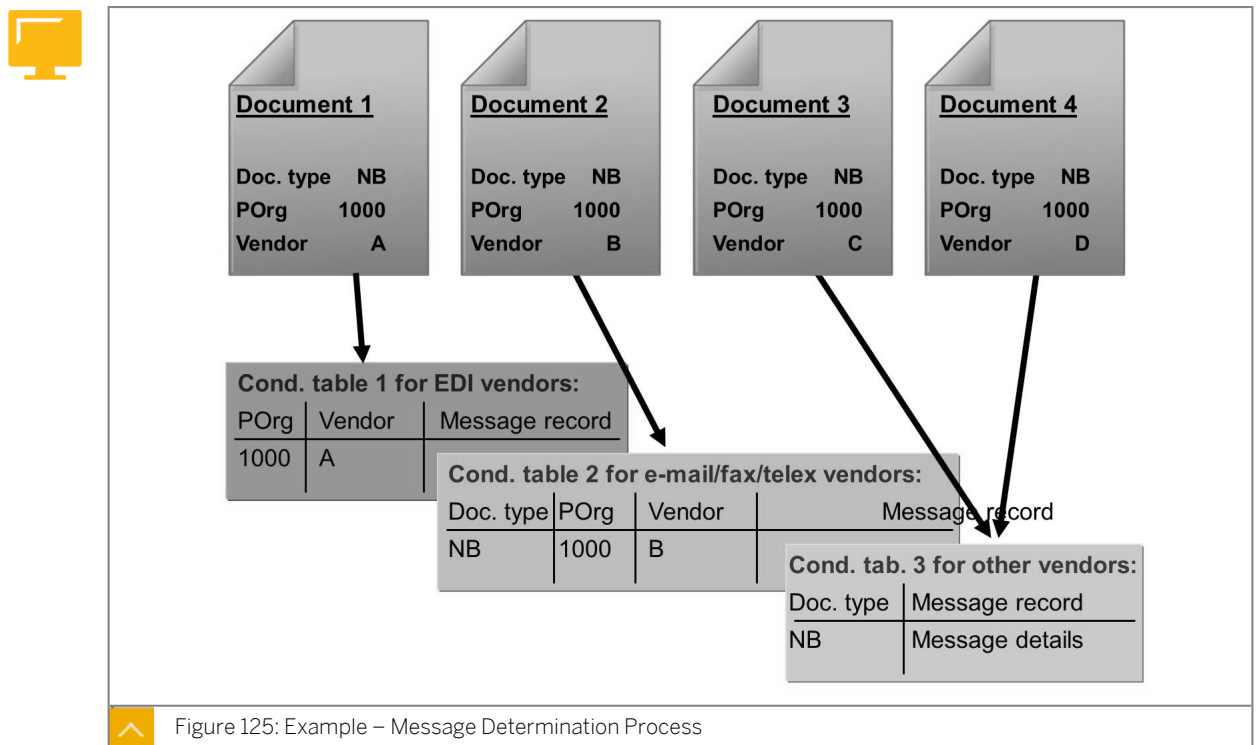 Document 1
Doc. type NB
POrg 1000
Vendor A
Document 2
Doc. type NB
POrg 1000
Vendor B
Document 3
Doc. type NB
POrg 1000
Vendor C
Document 4
Doc. type NB
POrg 1000
Vendor D
Cond. table 1 for EDI vendors:
POrg Vendor Message record
1000 A
Cond. table 2 for e-mail/fax/telex vendors:
Doc. type POrg Vendor Message record
NB 1000 B
Cond. tab. 3 for other vendors:
Doc. type Message record
NB Message details
Figure 125: Example – Message Determination Process